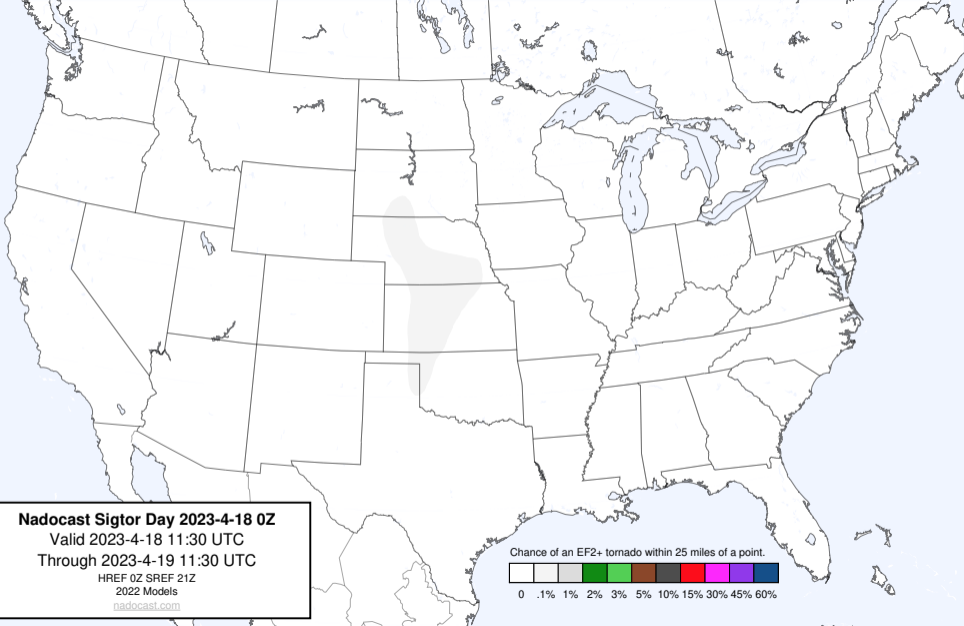 Nadocast Sigtor Day 2023-4-18 0Z
Valid 2023-4-18 11:30 UTC
Through 2023-4-19 11:30 UTC
HREF 0Z SREF 21Z
2022 Models
nadocast.com
Chance of an EF2+ tornado within 25 miles of a point.
0 .1% 1% 2% 3% 5% 10% 15% 30% 45% 60%